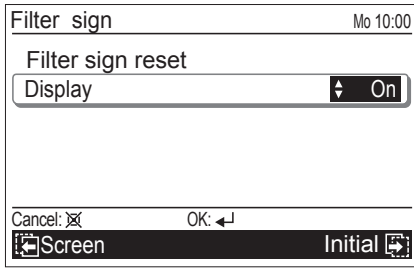 Filter sign Mo 10:00
Filter sign reset
Display On
Cancel: OK:
Screen Initial